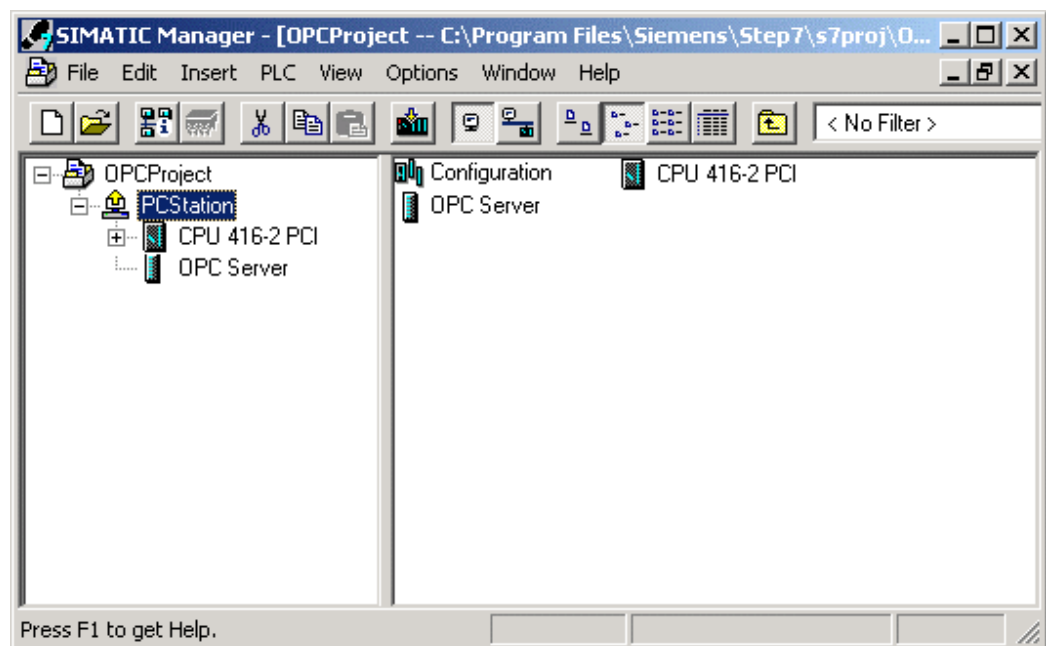 SIMATIC Manager - [OPCProject -- C:\Program Files\Siemens\Step7\s7proj\O...
File Edit Insert PLC View Options Window Help
< No Filter >
OPCProject
PCStation
CPU 416-2 PCI
OPC Server
Configuration CPU 416-2 PCI
OPC Server
Press F1 to get Help.